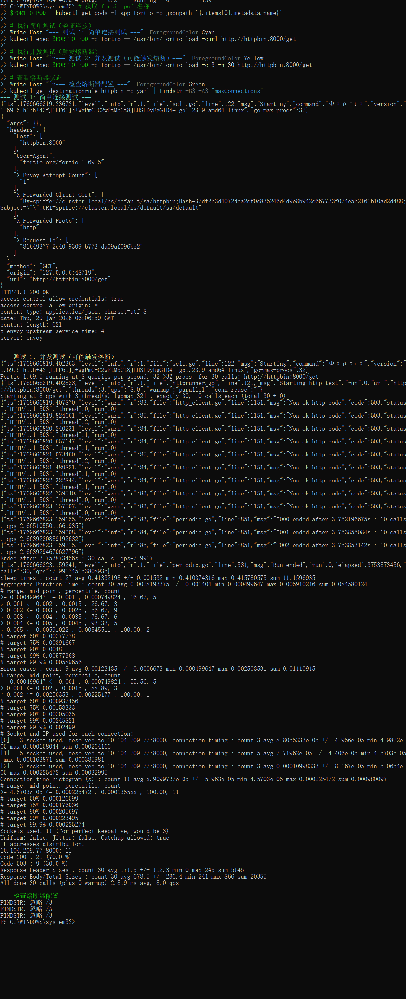 PS C:\WINDOWS\system32> # 获取 fortio pod 名称
>> $FORTIO_POD = kubectl get pods -l app=fortio -o jsonpath='{.items[0].metadata.name}'
>>
>> # 执行简单测试（验证连接）
>> Write-Host "=== 测试 1: 简单连接测试 ===" -ForegroundColor Cyan
>> kubectl exec $FORTIO_POD -c fortio -- /usr/bin/fortio load -curl http://httpbin:8000/get
>>
>> # 执行并发测试（触发熔断器）
>> Write-Host "`n=== 测试 2: 并发测试（可能触发熔断）===" -ForegroundColor Yellow
>> kubectl exec $FORTIO_POD -c fortio -- /usr/bin/fortio load -c 3 -n 30 http://httpbin:8000/get
>>
>> # 查看熔断器状态
>> Write-Host "`n=== 检查熔断器配置 ===" -ForegroundColor Green
>> kubectl get destinationrule httpbin -o yaml | findstr -B3 -A3 "maxConnections"
=== 测试 1: 简单连接测试 ===
{"ts":1769666819.236721,"level":"info","r":1,"file":"scli.go","line":122,"msg":"Starting","command":"Φορτίο","version":"
1.69.5 h1:h+42fJ1HF61Jj+WgPmC+C2wPtM5Ct8JLHSLDyEgGID4= go1.23.9 amd64 linux","go-max-procs":32}
{
  "args": {},
  "headers": {
    "Host": [
      "httpbin:8000"
    ],
    "User-Agent": [
      "fortio.org/fortio-1.69.5"
    ],
    "X-Envoy-Attempt-Count": [
      "1"
    ],
    "X-Forwarded-Client-Cert": [
      "By=spiffe://cluster.local/ns/default/sa/httpbin;Hash=37df2b3d4072dca2cf0c835246d4d9e8b942c667733f074e5b2161b10ad2d488;
Subject=\"\";URI=spiffe://cluster.local/ns/default/sa/default"
    ],
    "X-Forwarded-Proto": [
      "http"
    ],
    "X-Request-Id": [
      "81649377-2e40-9309-b773-da09af096bc2"
    ]
  },
  "method": "GET",
  "origin": "127.0.0.6:48719",
  "url": "http://httpbin:8000/get"
}
HTTP/1.1 200 OK
access-control-allow-credentials: true
access-control-allow-origin: *
content-type: application/json; charset=utf-8
date: Thu, 29 Jan 2026 06:06:59 GMT
content-length: 621
x-envoy-upstream-service-time: 4
server: envoy
=== 测试 2: 并发测试（可能触发熔断）===
{"ts":1769666819.402363,"level":"info","r":1,"file":"scli.go","line":122,"msg":"Starting","command":"Φορτίο","version":"
1.69.5 h1:h+42fJ1HF61Jj+WgPmC+C2wPtM5Ct8JLHSLDyEgGID4= go1.23.9 amd64 linux","go-max-procs":32}
Fortio 1.69.5 running at 8 queries per second, 32->32 procs, for 30 calls: http://httpbin:8000/get
{"ts":1769666819.402888,"level":"info","r":1,"file":"httprunner.go","line":121,"msg":"Starting http test","run":0,"url":"http
://httpbin:8000/get","threads":3,"qps":"8.0","warmup":"parallel","conn-reuse":""}
Starting at 8 qps with 3 thread(s) [gomax 32] : exactly 30, 10 calls each (total 30 + 0)
{"ts":1769666819.407870,"level":"warn","r":83,"file":"http_client.go","line":1151,"msg":"Non ok http code","code":503,"status
":"HTTP/1.1 503","thread":0,"run":0}
{"ts":1769666819.824661,"level":"warn","r":85,"file":"http_client.go","line":1151,"msg":"Non ok http code","code":503,"status
":"HTTP/1.1 503","thread":2,"run":0}
{"ts":1769666820.240231,"level":"warn","r":84,"file":"http_client.go","line":1151,"msg":"Non ok http code","code":503,"status
":"HTTP/1.1 503","thread":1,"run":0}
{"ts":1769666820.657147,"level":"warn","r":84,"file":"http_client.go","line":1151,"msg":"Non ok http code","code":503,"status
":"HTTP/1.1 503","thread":1,"run":0}
{"ts":1769666821.073460,"level":"warn","r":85,"file":"http_client.go","line":1151,"msg":"Non ok http code","code":503,"status
":"HTTP/1.1 503","thread":2,"run":0}
{"ts":1769666821.489821,"level":"warn","r":84,"file":"http_client.go","line":1151,"msg":"Non ok http code","code":503,"status
":"HTTP/1.1 503","thread":1,"run":0}
{"ts":1769666822.322844,"level":"warn","r":84,"file":"http_client.go","line":1151,"msg":"Non ok http code","code":503,"status
":"HTTP/1.1 503","thread":1,"run":0}
{"ts":1769666822.739540,"level":"warn","r":83,"file":"http_client.go","line":1151,"msg":"Non ok http code","code":503,"status
":"HTTP/1.1 503","thread":0,"run":0}
{"ts":1769666823.157507,"level":"warn","r":83,"file":"http_client.go","line":1151,"msg":"Non ok http code","code":503,"status
":"HTTP/1.1 503","thread":0,"run":0}
{"ts":1769666823.159155,"level":"info","r":83,"file":"periodic.go","line":851,"msg":"T000 ended after 3.752196675s : 10 calls
. qps=2.6651055011661935"}
{"ts":1769666823.159208,"level":"info","r":84,"file":"periodic.go","line":851,"msg":"T001 ended after 3.753855084s : 10 calls
. qps=2.6639280889192682"}
{"ts":1769666823.159215,"level":"info","r":85,"file":"periodic.go","line":851,"msg":"T002 ended after 3.753853142s : 10 calls
. qps=2.6639294670627796"}
Ended after 3.753873456s : 30 calls. qps=7.9917
{"ts":1769666823.159241,"level":"info","r":1,"file":"periodic.go","line":581,"msg":"Run ended","run":0,"elapsed":3753873456,"
calls":30,"qps":7.991745153808935}
Sleep times : count 27 avg 0.41332198 +/- 0.001532 min 0.410374316 max 0.415780575 sum 11.1596935
Aggregated Function Time : count 30 avg 0.0028193375 +/- 0.001404 min 0.000499647 max 0.005910216 sum 0.084580124
# range, mid point, percentile, count
>= 0.000499647 <= 0.001 , 0.000749824 , 16.67, 5
> 0.001 <= 0.002 , 0.0015 , 26.67, 3
> 0.002 <= 0.003 , 0.0025 , 56.67, 9
> 0.003 <= 0.004 , 0.0035 , 76.67, 6
> 0.004 <= 0.005 , 0.0045 , 93.33, 5
> 0.005 <= 0.00591022 , 0.00545511 , 100.00, 2
# target 50% 0.00277778
# target 75% 0.00391667
# target 90% 0.0048
# target 99% 0.00577368
# target 99.9% 0.00589656
Error cases : count 9 avg 0.00123435 +/- 0.0006673 min 0.000499647 max 0.002503531 sum 0.01110915
# range, mid point, percentile, count
>= 0.000499647 <= 0.001 , 0.000749824 , 55.56, 5
> 0.001 <= 0.002 , 0.0015 , 88.89, 3
> 0.002 <= 0.00250353 , 0.00225177 , 100.00, 1
# target 50% 0.000937456
# target 75% 0.00158333
# target 90% 0.00205035
# target 99% 0.00245821
# target 99.9% 0.002499
# Socket and IP used for each connection:
[0]   3 socket used, resolved to 10.104.209.77:8000, connection timing : count 3 avg 8.8055333e-05 +/- 4.956e-05 min 4.9822e-
05 max 0.000158044 sum 0.000264166
[1]   5 socket used, resolved to 10.104.209.77:8000, connection timing : count 5 avg 7.71962e-05 +/- 4.406e-05 min 4.5703e-05
 max 0.000163871 sum 0.000385981
[2]   3 socket used, resolved to 10.104.209.77:8000, connection timing : count 3 avg 0.00010998333 +/- 8.167e-05 min 5.0654e-
05 max 0.000225472 sum 0.00032995
Connection time histogram (s) : count 11 avg 8.9099727e-05 +/- 5.963e-05 min 4.5703e-05 max 0.000225472 sum 0.000980097
# range, mid point, percentile, count
>= 4.5703e-05 <= 0.000225472 , 0.000135588 , 100.00, 11
# target 50% 0.000126599
# target 75% 0.000176036
# target 90% 0.000205697
# target 99% 0.000223495
# target 99.9% 0.000225274
Sockets used: 11 (for perfect keepalive, would be 3)
Uniform: false, Jitter: false, Catchup allowed: true
IP addresses distribution:
10.104.209.77:8000: 11
Code 200 : 21 (70.0 %)
Code 503 : 9 (30.0 %)
Response Header Sizes : count 30 avg 171.5 +/- 112.3 min 0 max 245 sum 5145
Response Body/Total Sizes : count 30 avg 678.5 +/- 286.4 min 241 max 866 sum 20355
All done 30 calls (plus 0 warmup) 2.819 ms avg, 8.0 qps
=== 检查熔断器配置 ===
FINDSTR: 忽略 /3
FINDSTR: 忽略 /A
FINDSTR: 忽略 /3
PS C:\WINDOWS\system32>